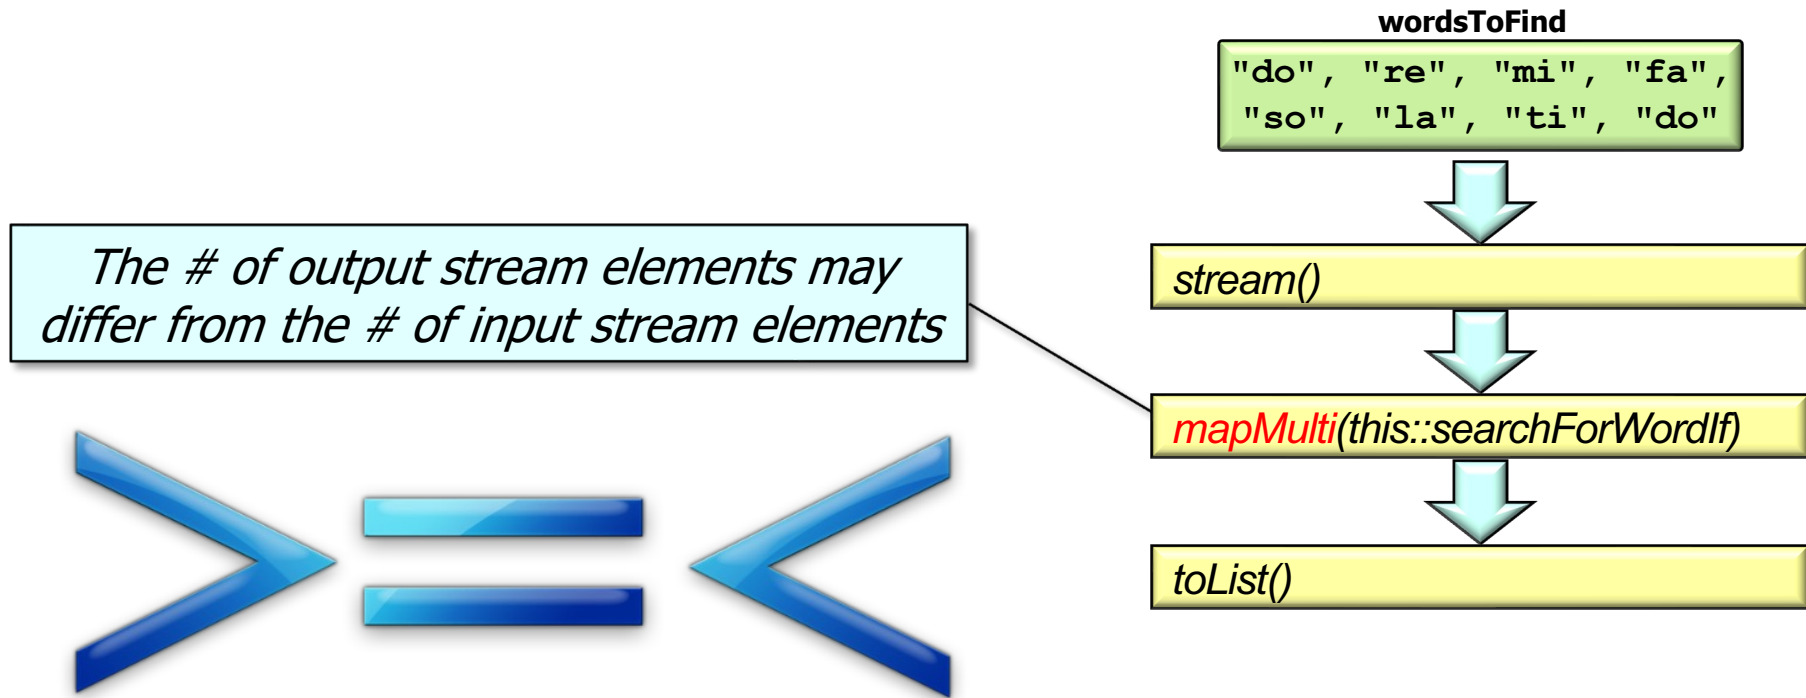 wordsToFind
"do", "re", "mi", "fa",
"so", "la", "ti", "do"
The # of output stream elements may
differ from the # of input stream elements
stream()
mapMulti(this::searchForWordIf)
> = <
toList()